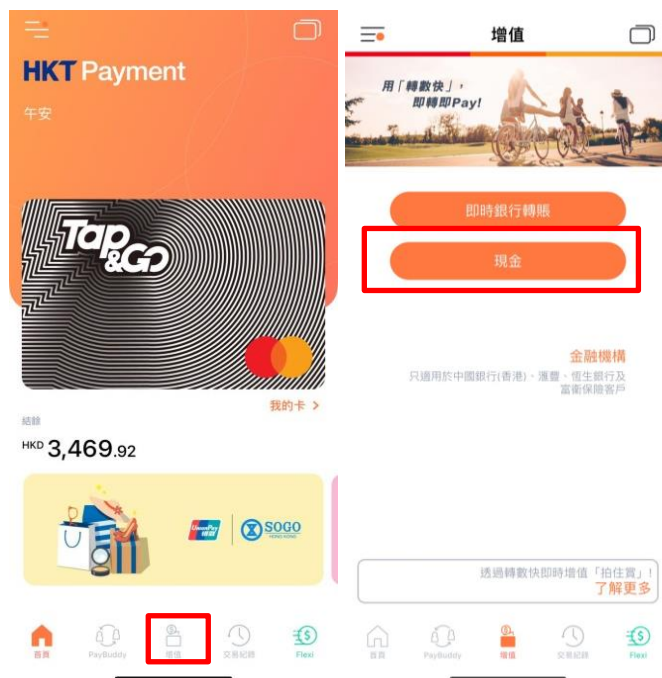 HKT Payment
午安
Tap
&GO
我的卡 >
結餘
HKD 3,469.92
UnionPay
銀聯
SOGO
HONG KONG
首頁
PayBuddy
增值
交易紀錄
Flexi
增值
用「轉數快」，
即轉即Pay!
即時銀行轉賬
現金
金融機構
只適用於中國銀行(香港)、滙豐、恆生銀行及
富衛保險客戶
透過轉數快即時增值「拍住賞」!
了解更多
首頁
PayBuddy
增值
交易紀錄
Flexi